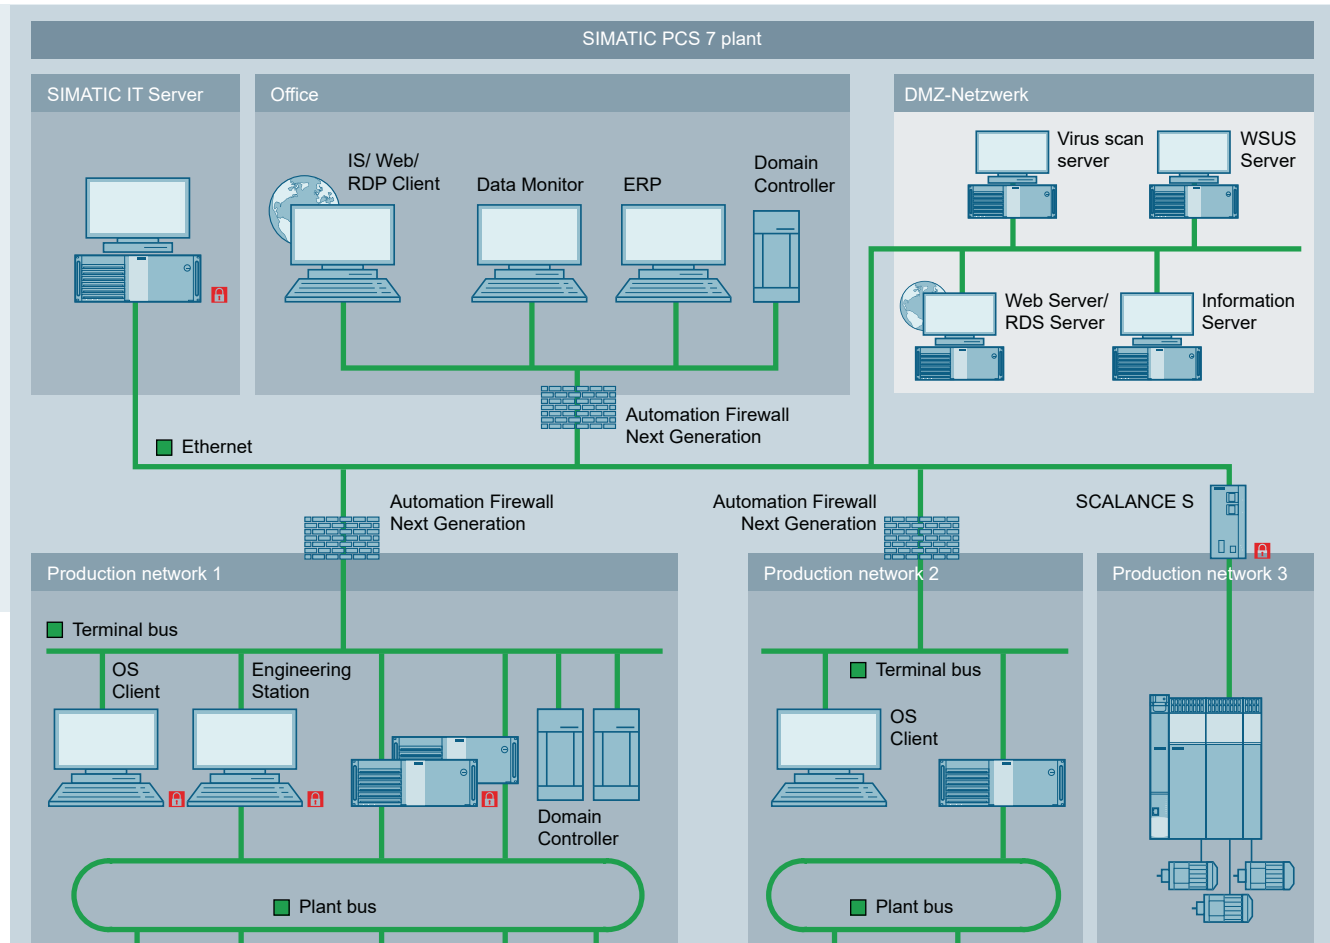 SIMATIC PCS 7 plant
SIMATIC IT Server
Office
DMZ-Netzwerk
IS/ Web/
RDP Client
Data Monitor
ERP
Domain
Controller
Virus scan
server
WSUS
Server
Web Server/
RDS Server
Information
Server
Automation Firewall
Next Generation
Ethernet
Automation Firewall
Next Generation
Automation Firewall
Next Generation
SCALANCE S
Production network 1
Production network 2
Production network 3
Terminal bus
OS
Client
Engineering
Station
Domain
Controller
Terminal bus
OS
Client
Plant bus
Plant bus